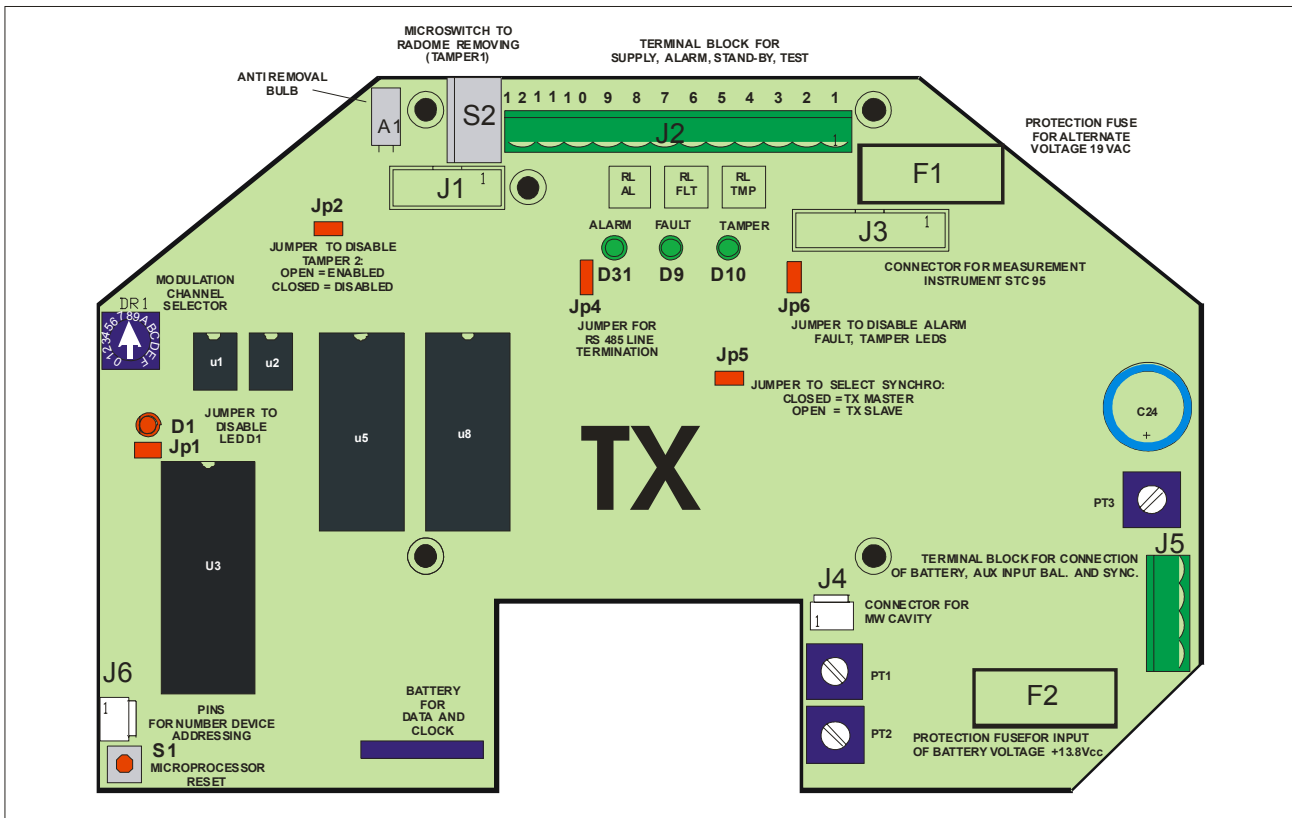 MICROSWITCH TO
RADOME REMOVING
(TAMPER1)
TERMINAL BLOCK FOR
SUPPLY, ALARM, STAND-BY, TEST
ANTI REMOVAL
BULB
A1
S2
1 2 1 1 1 0 9 8 7 6 5 4 3 2 1
J2
1
PROTECTION FUSE
FOR ALTERNATE
VOLTAGE 19 VAC
F1
J1
1
RL
AL
RL
FLT
RL
TMP
J3
1
Jp2
JUMPER TO DISABLE
TAMPER 2:
OPEN = ENABLED
CLOSED = DISABLED
ALARM
FAULT
TAMPER
D31
D9
D10
CONNECTOR FOR MEASUREMENT
INSTRUMENT STC 95
MODULATION
CHANNEL
SELECTOR
DR1
0123456789ABCDEF
Jp4
JUMPER FOR
RS 485 LINE
TERMINATION
Jp6
JUMPER TO DISABLE ALARM
FAULT, TAMPER LEDS
u1
u2
Jp5
JUMPER TO SELECT SYNCHRO:
CLOSED = TX MASTER
OPEN = TX SLAVE
C24
+
D1
Jp1
JUMPER TO
DISABLE
LED D1
u5
u8
TX
U3
PT3
J5
TERMINAL BLOCK FOR CONNECTION
OF BATTERY, AUX INPUT BAL. AND SYNC.
J4
1
CONNECTOR FOR
MW CAVITY
PT1
PT2
F2
PROTECTION FUSEFOR INPUT
OF BATTERY VOLTAGE +13.8Vcc
J6
1
PINS
FOR NUMBER DEVICE
ADDRESSING
S1
MICROPROCESSOR
RESET
BATTERY
FOR
DATA AND
CLOCK